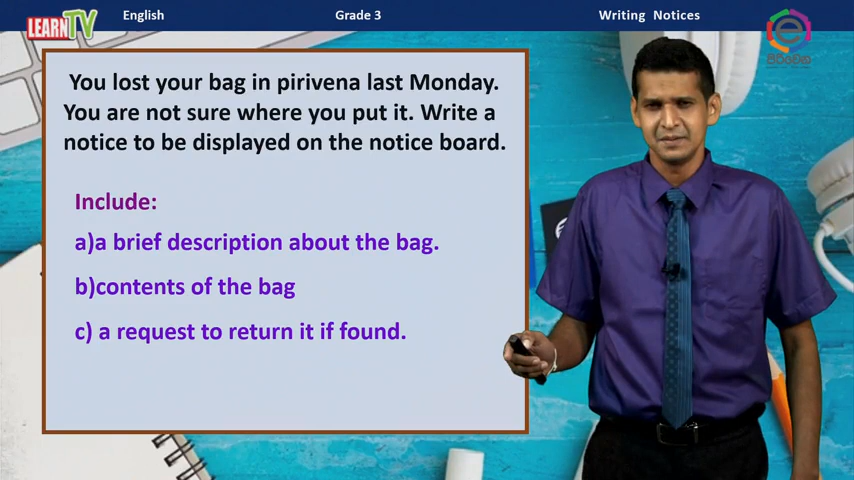 LEARN TV
English
Grade 3
Writing Notices
You lost your bag in pirivena last Monday.
You are not sure where you put it. Write a
notice to be displayed on the notice board.
Include:
a)a brief description about the bag.
b)contents of the bag
c) a request to return it if found.